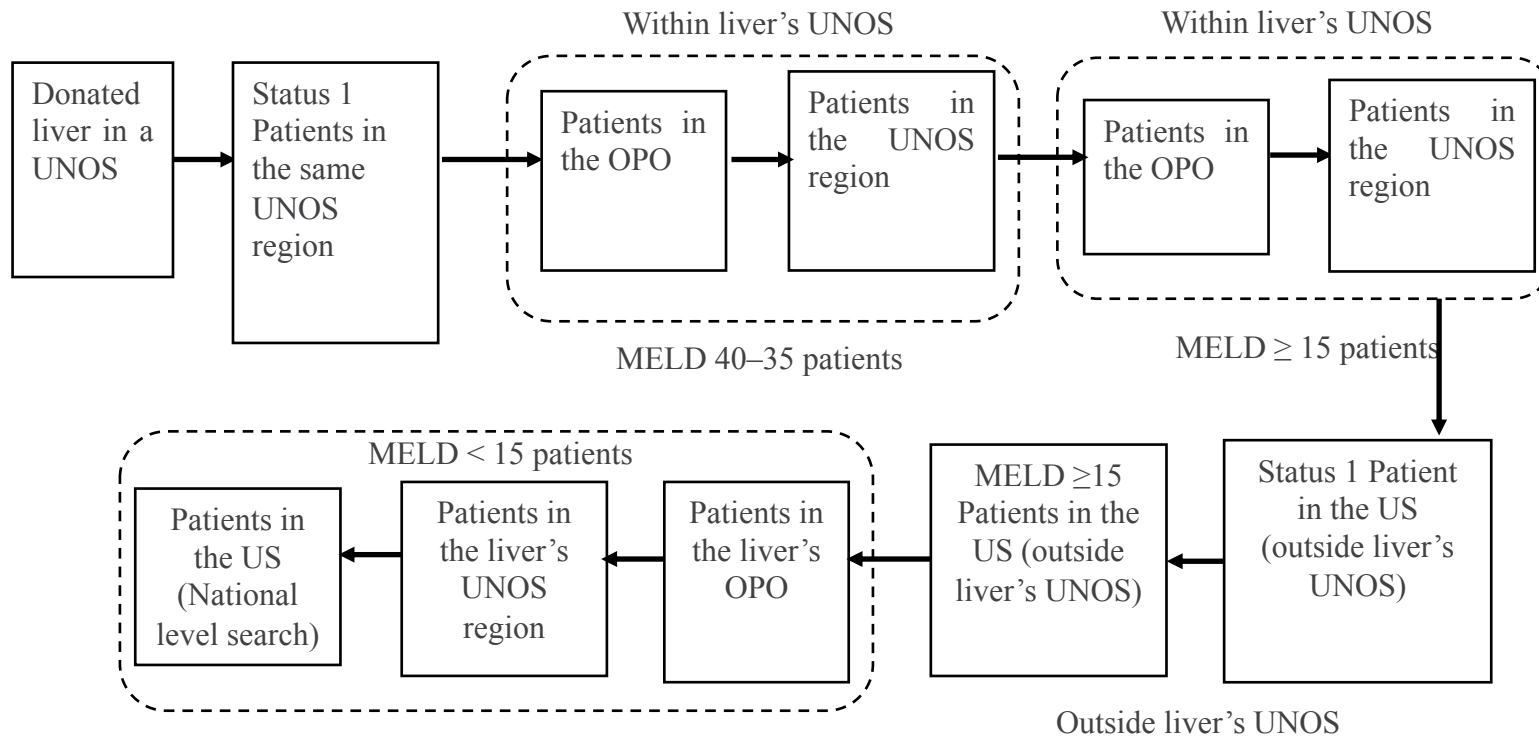 Within liver’s UNOS
Within liver’s UNOS
Donated
liver in a
UNOS
Status 1
Patients in
the same
UNOS
region
Patients in
the OPO
Patients in
the UNOS
region
Patients in
the OPO
Patients in
the UNOS
region
MELD 40–35 patients
MELD ≥ 15 patients
MELD < 15 patients
Patients in
the US
(National
level search)
Patients in
the liver’s
UNOS
region
Patients in
the liver’s
OPO
MELD ≥15
Patients in the
US (outside
liver’s UNOS)
Status 1 Patient
in the US
(outside liver’s
UNOS)
Outside liver’s UNOS